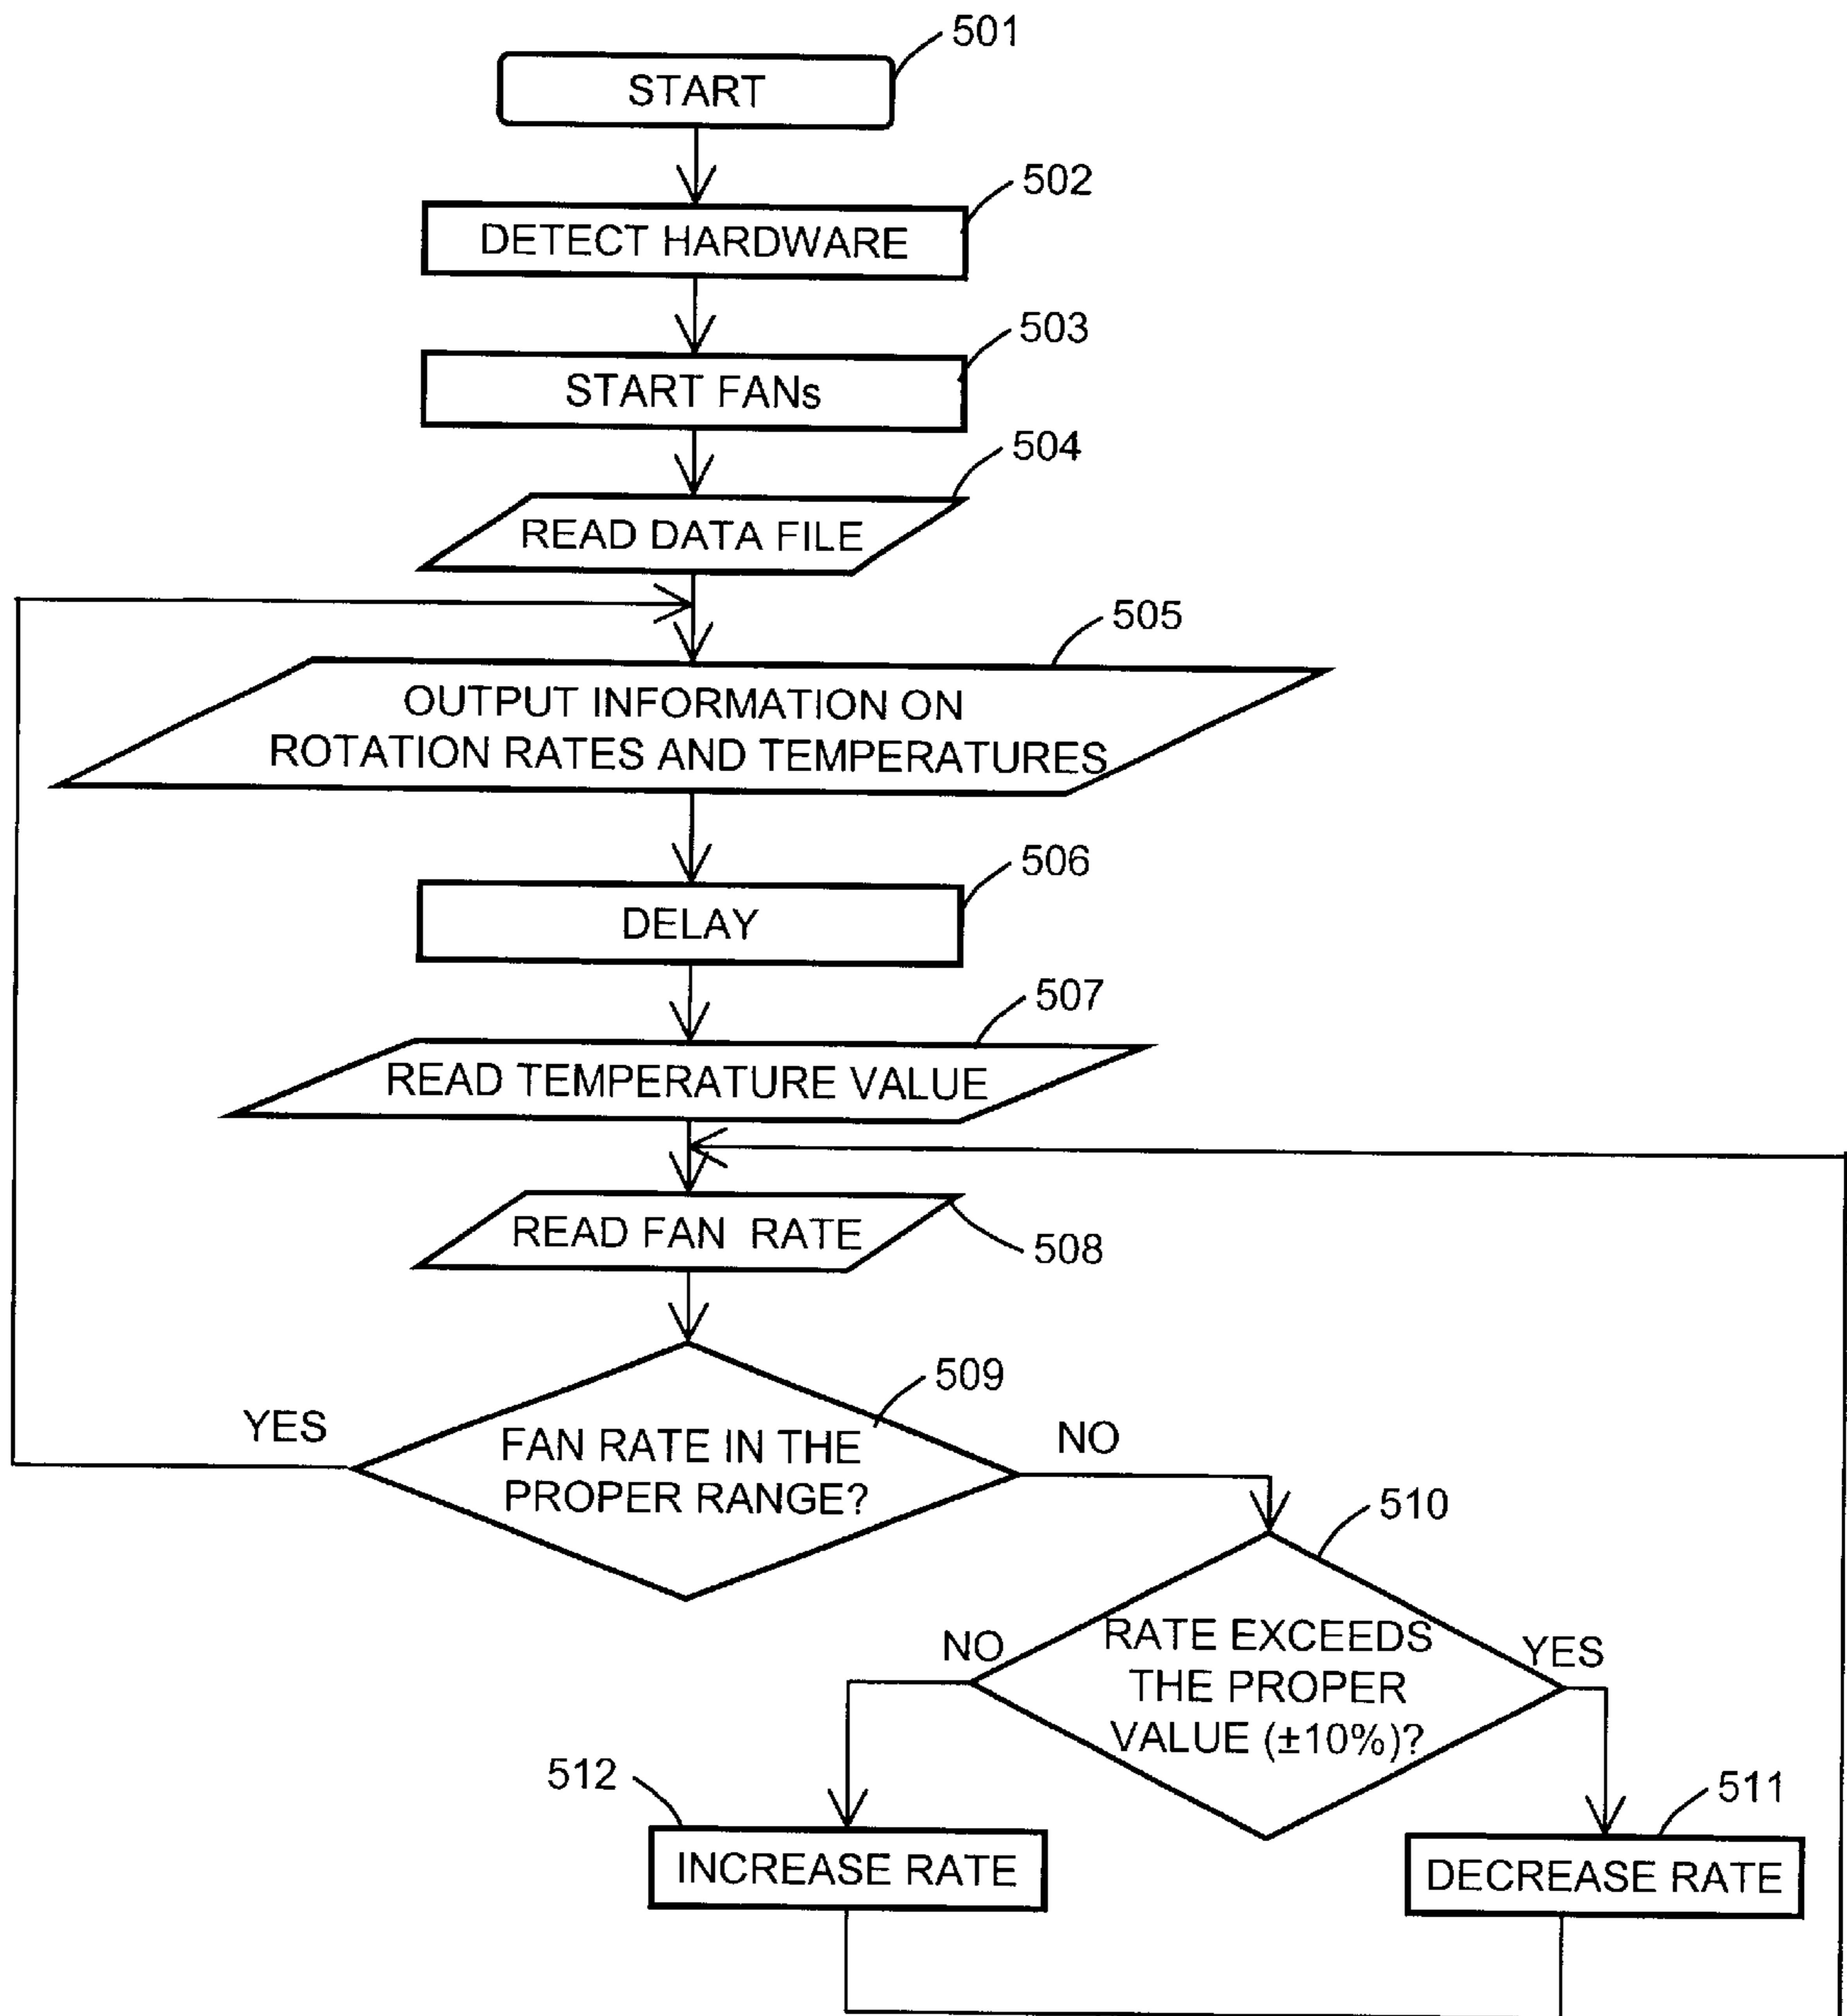 501
START
502
DETECT HARDWARE
503
START FANs
504
READ DATA FILE
505
OUTPUT INFORMATION ON
ROTATION RATES AND TEMPERATURES
506
DELAY
507
READ TEMPERATURE VALUE
READ FAN RATE
508
509
YES
FAN RATE IN THE
PROPER RANGE?
NO
510
NO
RATE EXCEEDS
THE PROPER
VALUE (±10%)?
YES
512
INCREASE RATE
511
DECREASE RATE